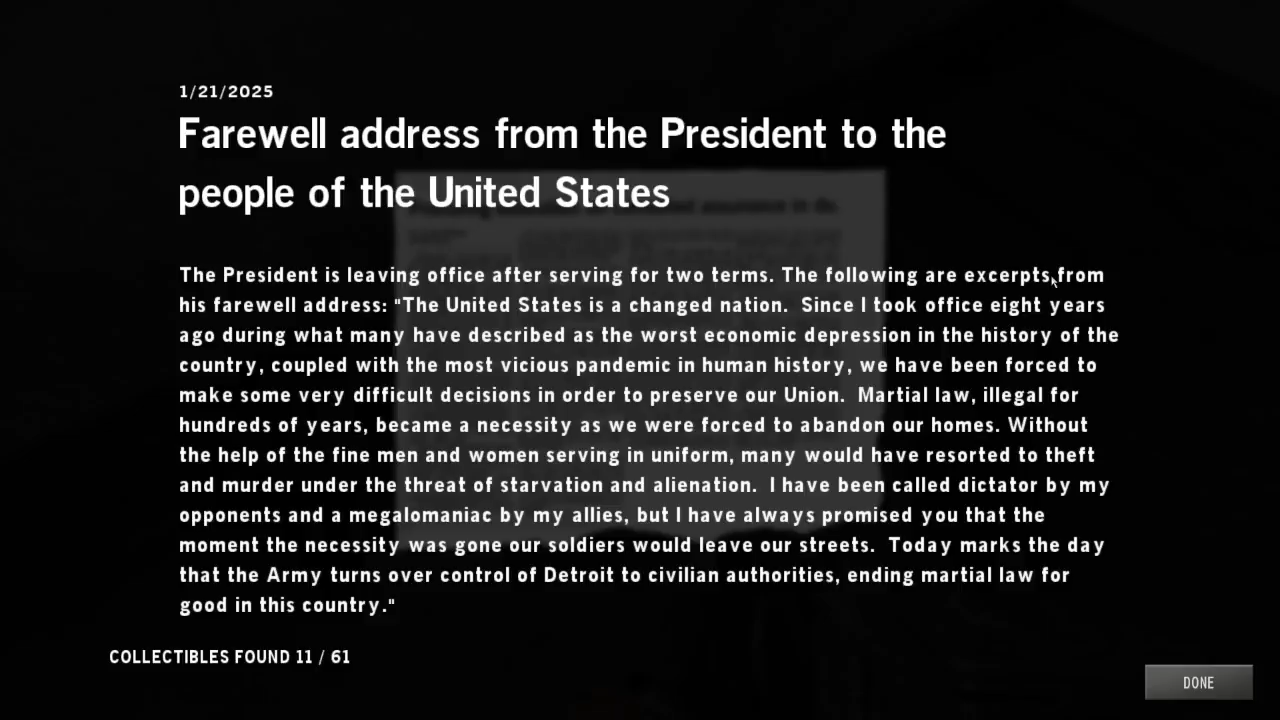 1/21/2025
Farewell address from the President to the
people of the United States
The President is leaving office after serving for two terms. The following are excerpts from
his farewell address: "The United States is a changed nation.  Since I took office eight years
ago during what many have described as the worst economic depression in the history of the
country, coupled with the most vicious pandemic in human history, we have been forced to
make some very difficult decisions in order to preserve our Union.  Martial law, illegal for
hundreds of years, became a necessity as we were forced to abandon our homes. Without
the help of the fine men and women serving in uniform, many would have resorted to theft
and murder under the threat of starvation and alienation.  I have been called dictator by my
opponents and a megalomaniac by my allies, but I have always promised you that the
moment the necessity was gone our soldiers would leave our streets.  Today marks the day
that the Army turns over control of Detroit to civilian authorities, ending martial law for
good in this country."
COLLECTIBLES FOUND 11 / 61
DONE